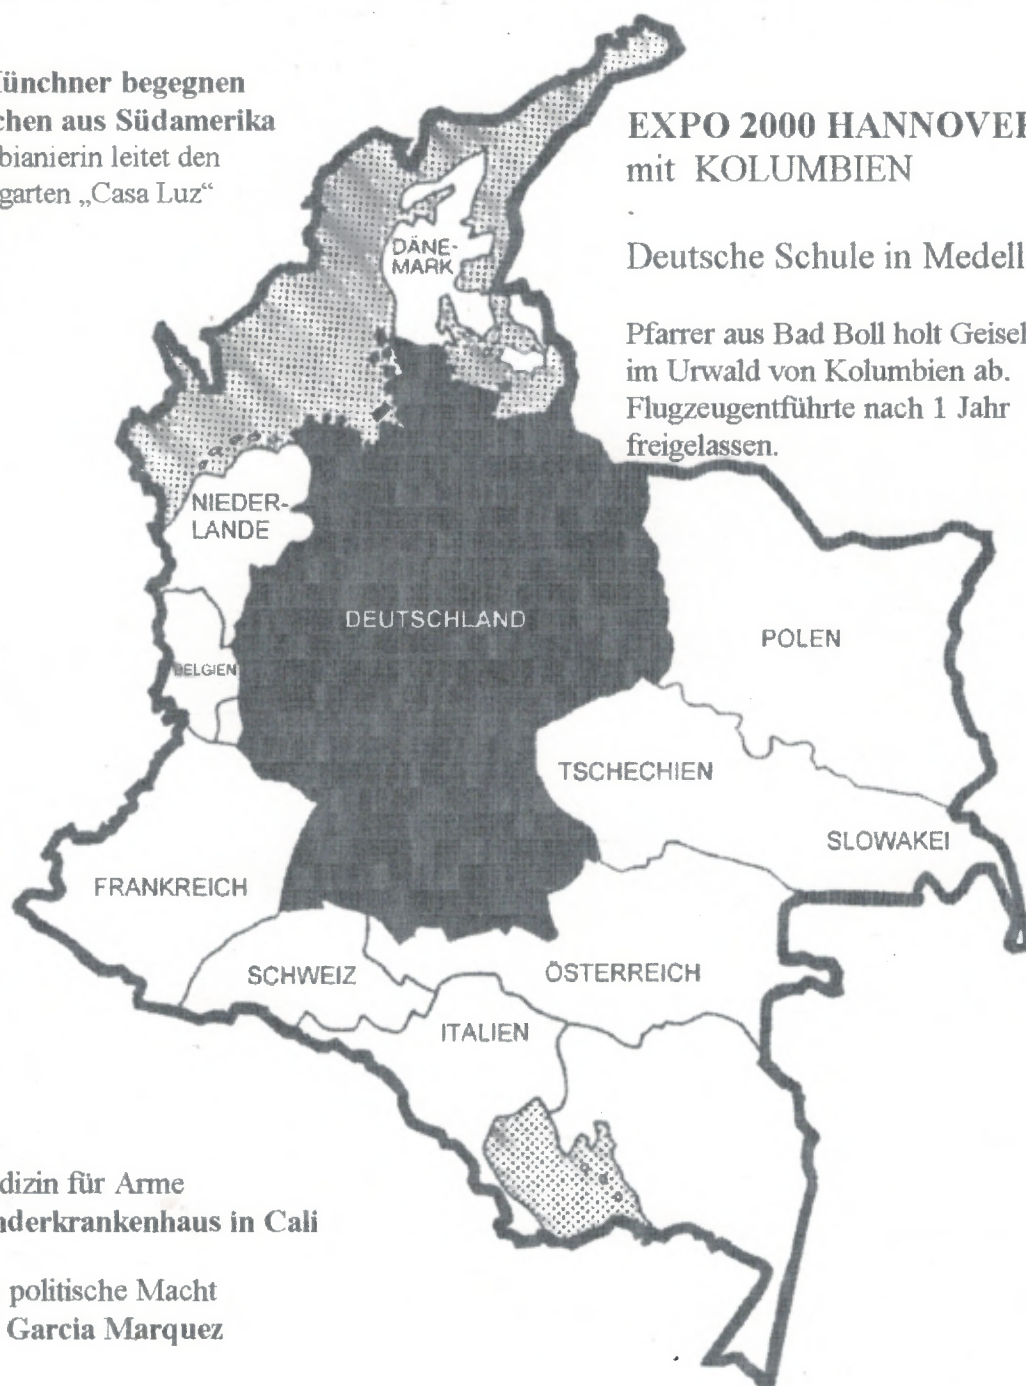 ünchner begegnen
chen aus Südamerika
bianierin leitet den
garten „Casa Luz“
EXPO 2000 HANNOVER
mit KOLUMBIEN
Deutsche Schule in Medell
Pfarrer aus Bad Boll holt Geisel
im Urwald von Kolumbien ab.
Flugzeugentführte nach 1 Jahr
freigelassen.
DÄNE-
MARK
NIEDER-
LANDE
DEUTSCHLAND
POLEN
BELGIEN
TSCHECHIEN
SLOWAKEI
FRANKREICH
SCHWEIZ
ÖSTERREICH
ITALIEN
dizin für Arme
nderkrankenhaus in Cali
politische Macht
Garcia Marquez